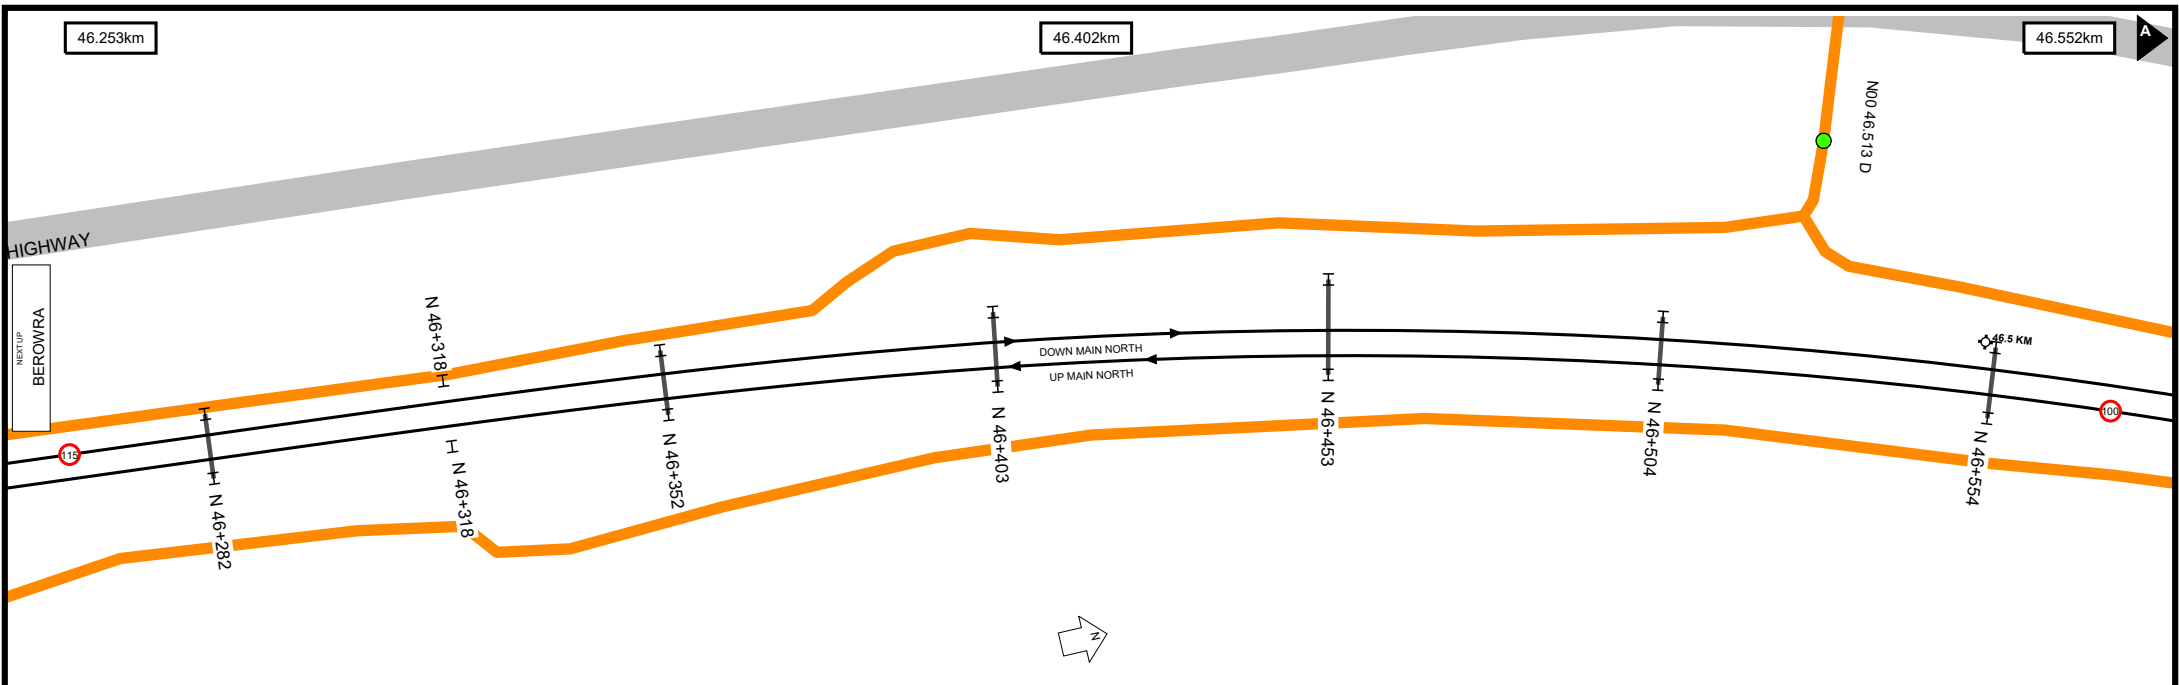 46.253km
46.402km
46.552km
A
N00 46.513 D
HIGHWAY
NEXT UP
BEROWRA
N 46+318
46.5 KM
DOWN MAIN NORTH
UP MAIN NORTH
115
100
N 46+282
N 46+318
N 46+352
N 46+403
N 46+453
N 46+504
N 46+554
N